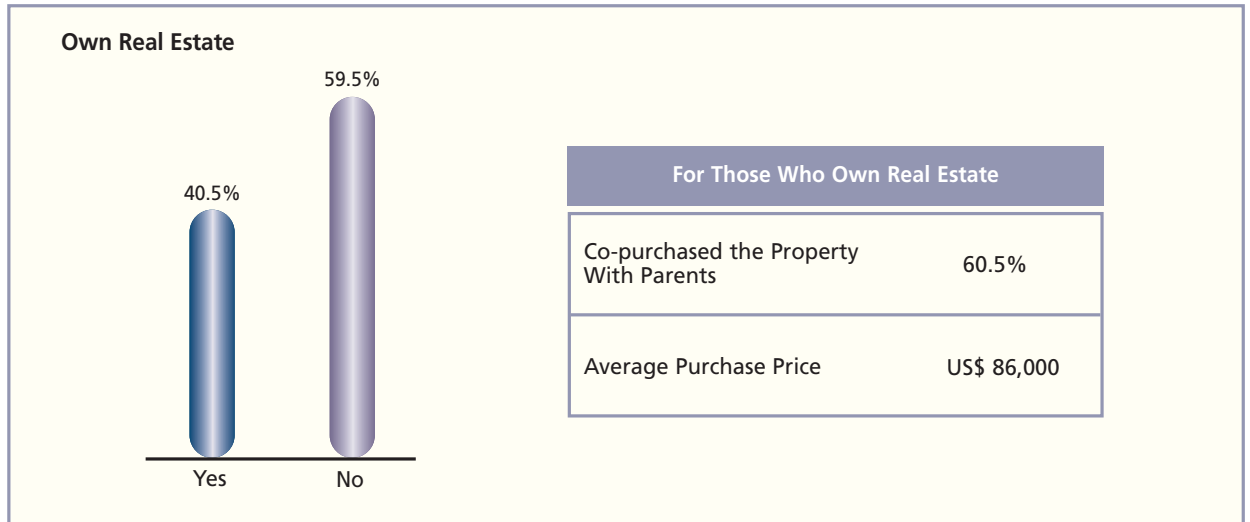 Own Real Estate
59.5%
40.5%
Yes
No
For Those Who Own Real Estate
Co-purchased the Property
With Parents
60.5%
Average Purchase Price
US$ 86,000